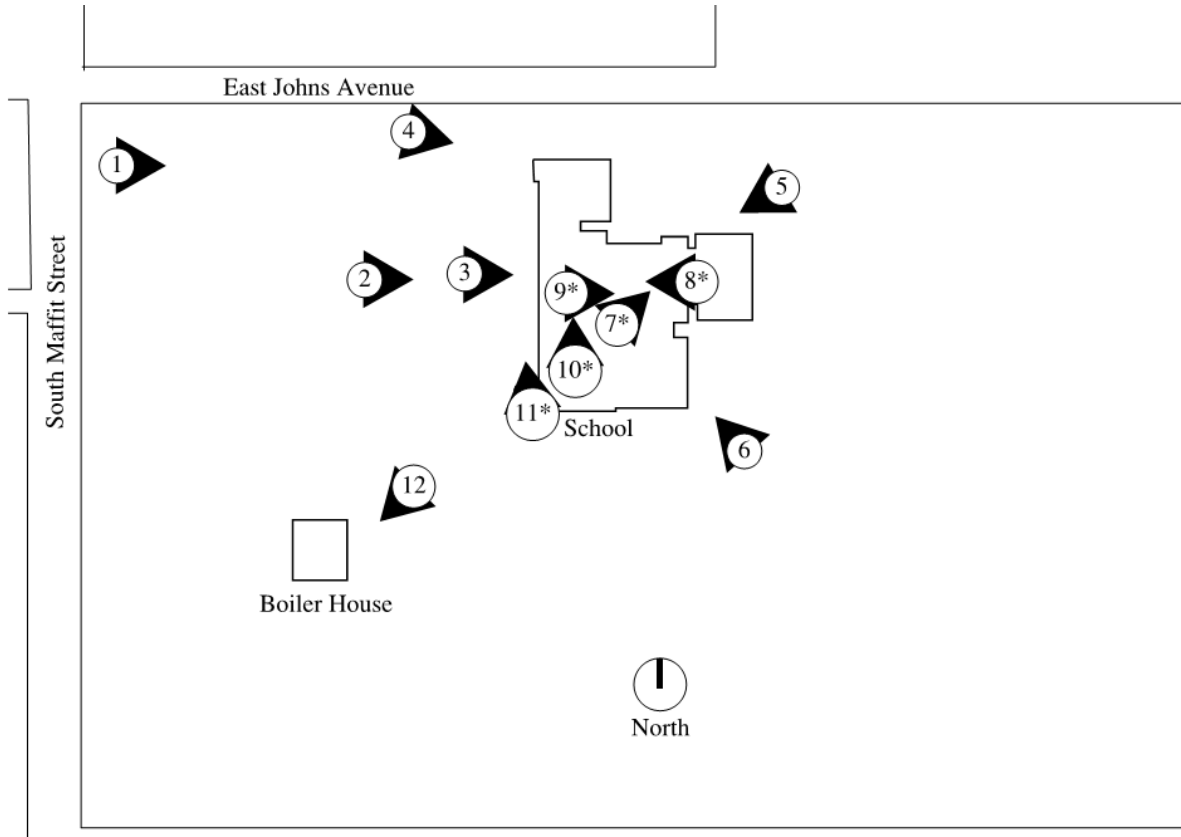 East Johns Avenue
4
1
5
South Maffit Street
2
3
9*
8*
7*
10*
11*
School
6
12
Boiler House
North